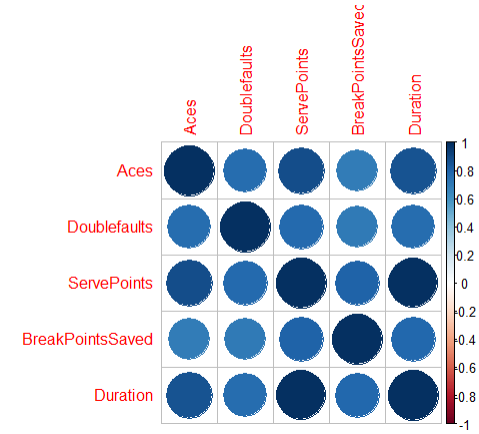 Aces
Doublefaults
ServePoints
BreakPointsSaved
Duration
Aces
Doublefaults
ServePoints
BreakPointsSaved
Duration
1
0.8
0.6
0.4
0.2
0
-0.2
-0.4
-0.6
-0.8
-1